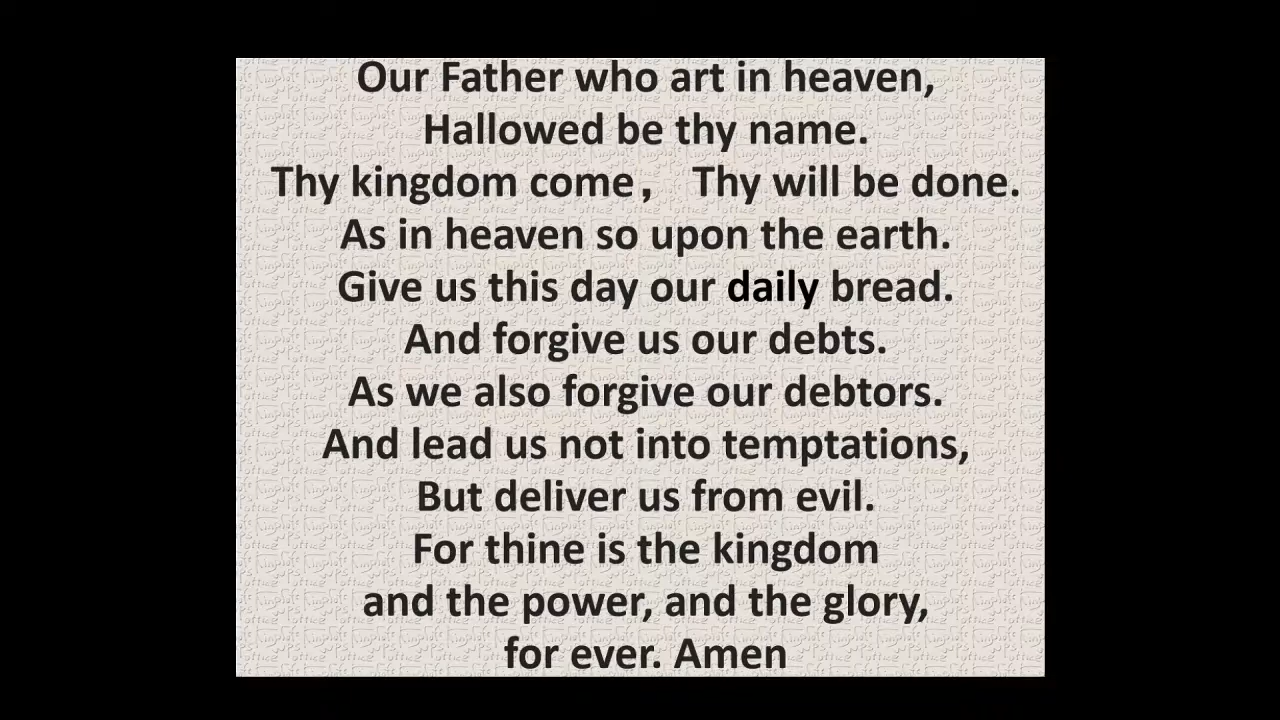 Our Father who art in heaven,
Hallowed be thy name.
Thy kingdom come， Thy will be done.
As in heaven so upon the earth.
Give us this day our daily bread.
And forgive us our debts.
As we also forgive our debtors.
And lead us not into temptations,
But deliver us from evil.
For thine is the kingdom
and the power, and the glory,
for ever. Amen